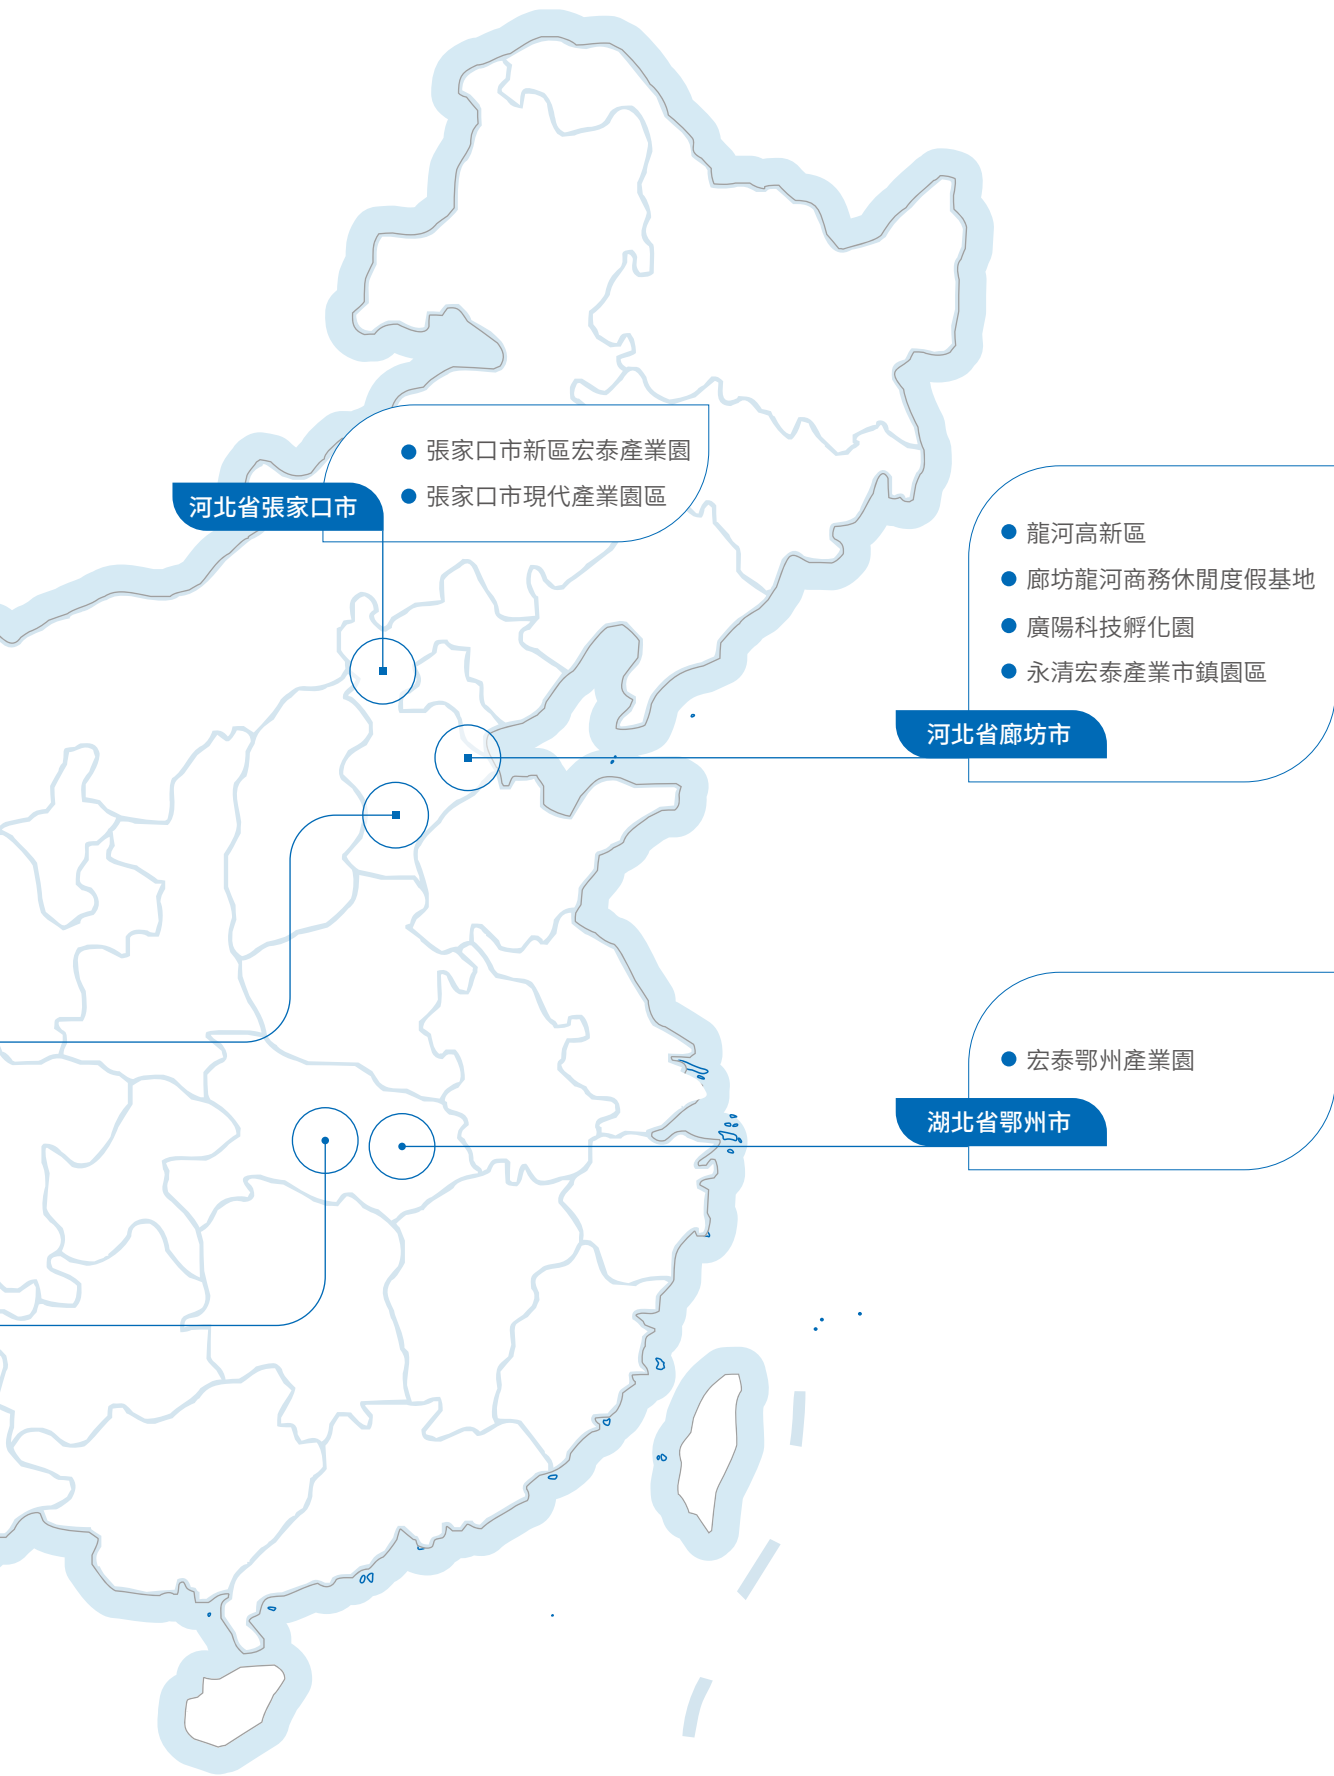 張家口市新區宏泰產業園
張家口市現代產業園區
河北省張家口市
龍河高新區
廊坊龍河商務休閒度假基地
廣陽科技孵化園
永清宏泰產業市鎮園區
河北省廊坊市
宏泰鄂州產業園
湖北省鄂州市